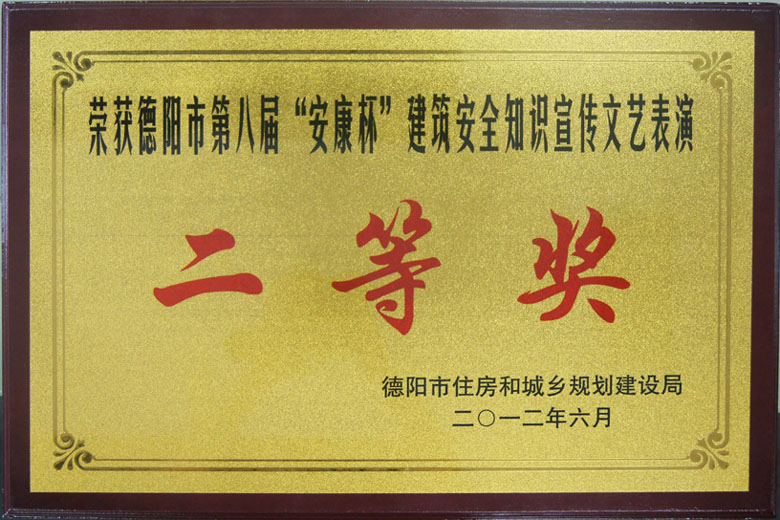 荣获德阳市第八届“安康杯”建筑安全知识宣传文艺表演
二等奖
德阳市住房和城乡规划建设局
二〇一二年六月